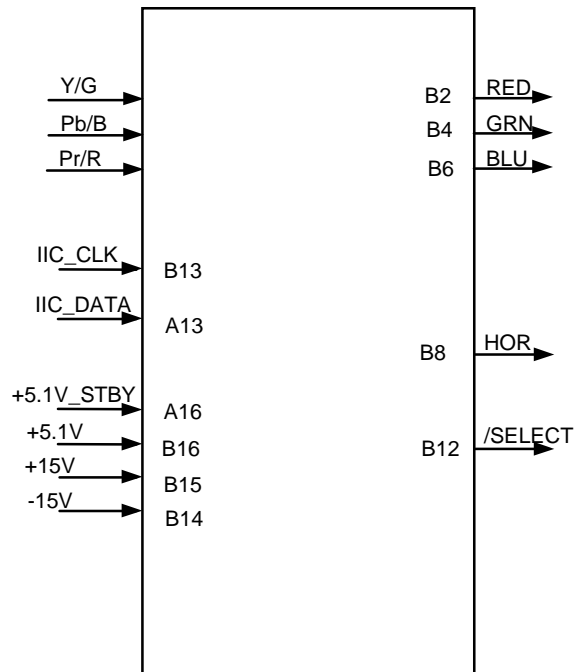 Y/G
Pb/B
Pr/R
B2 RED
B4 GRN
B6 BLU
IIC_CLK B13
IIC_DATA A13
B8 HOR
+5.1V_STBY A16
+5.1V B16
+15V B15
-15V B14
B12 /SELECT